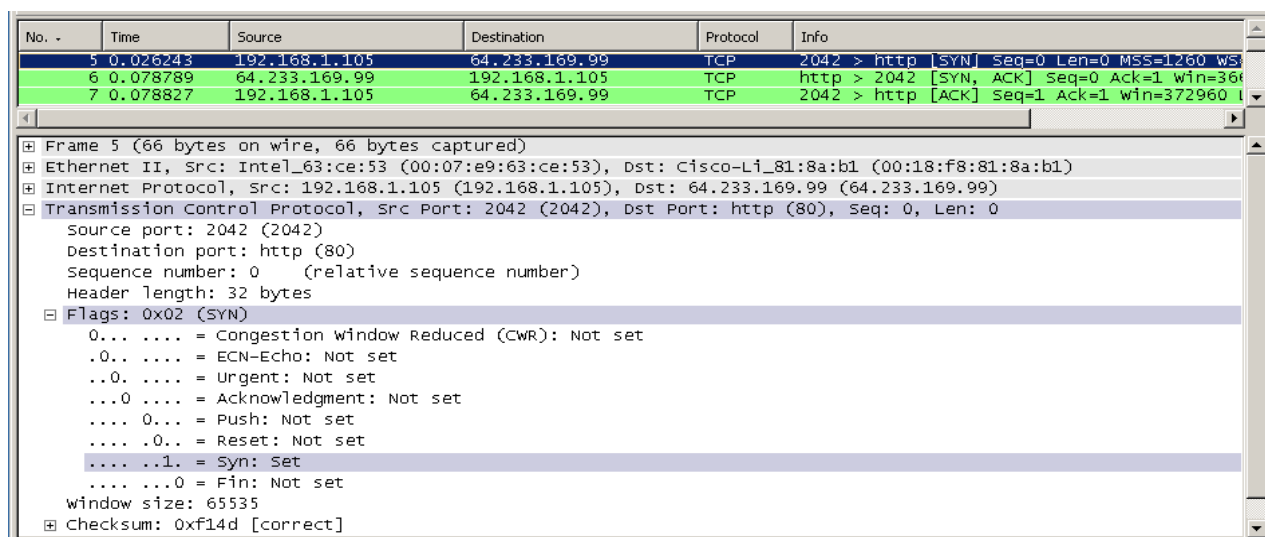 No. Time Source Destination Protocol Info
5 0.026243 192.168.1.105 64.233.169.99 TCP 2042 > http [SYN] Seq=0 Len=0 MSS=1260
6 0.078789 64.233.169.99 192.168.1.105 TCP http > 2042 [SYN, ACK] Seq=0 Ack=1
7 0.078827 192.168.1.105 64.233.169.99 TCP 2042 > http [ACK] Seq=1 Ack=1 Win=372960
Frame 5 (66 bytes on wire, 66 bytes captured)
Ethernet II, Src: Intel_63:ce:53 (00:07:e9:63:ce:53), Dst: Cisco-Li_81:8a:b1 (00:18:f8:81:8a:b1)
Internet Protocol, Src: 192.168.1.105 (192.168.1.105), Dst: 64.233.169.99 (64.233.169.99)
Transmission Control Protocol, Src Port: 2042 (2042), Dst Port: http (80), Seq: 0, Len: 0
Source port: 2042 (2042)
Destination port: http (80)
Sequence number: 0 (relative sequence number)
Header length: 32 bytes
Flags: 0x02 (SYN)
0... .... = Congestion Window Reduced (CWR): Not set
.0.. .... = ECN-Echo: Not set
..0. .... = Urgent: Not set
...0 .... = Acknowledgment: Not set
.... 0... = Push: Not set
.... .0.. = Reset: Not set
.... ..1. = Syn: Set
.... ...0 = Fin: Not set
Window size: 65535
Checksum: 0xf14d [correct]